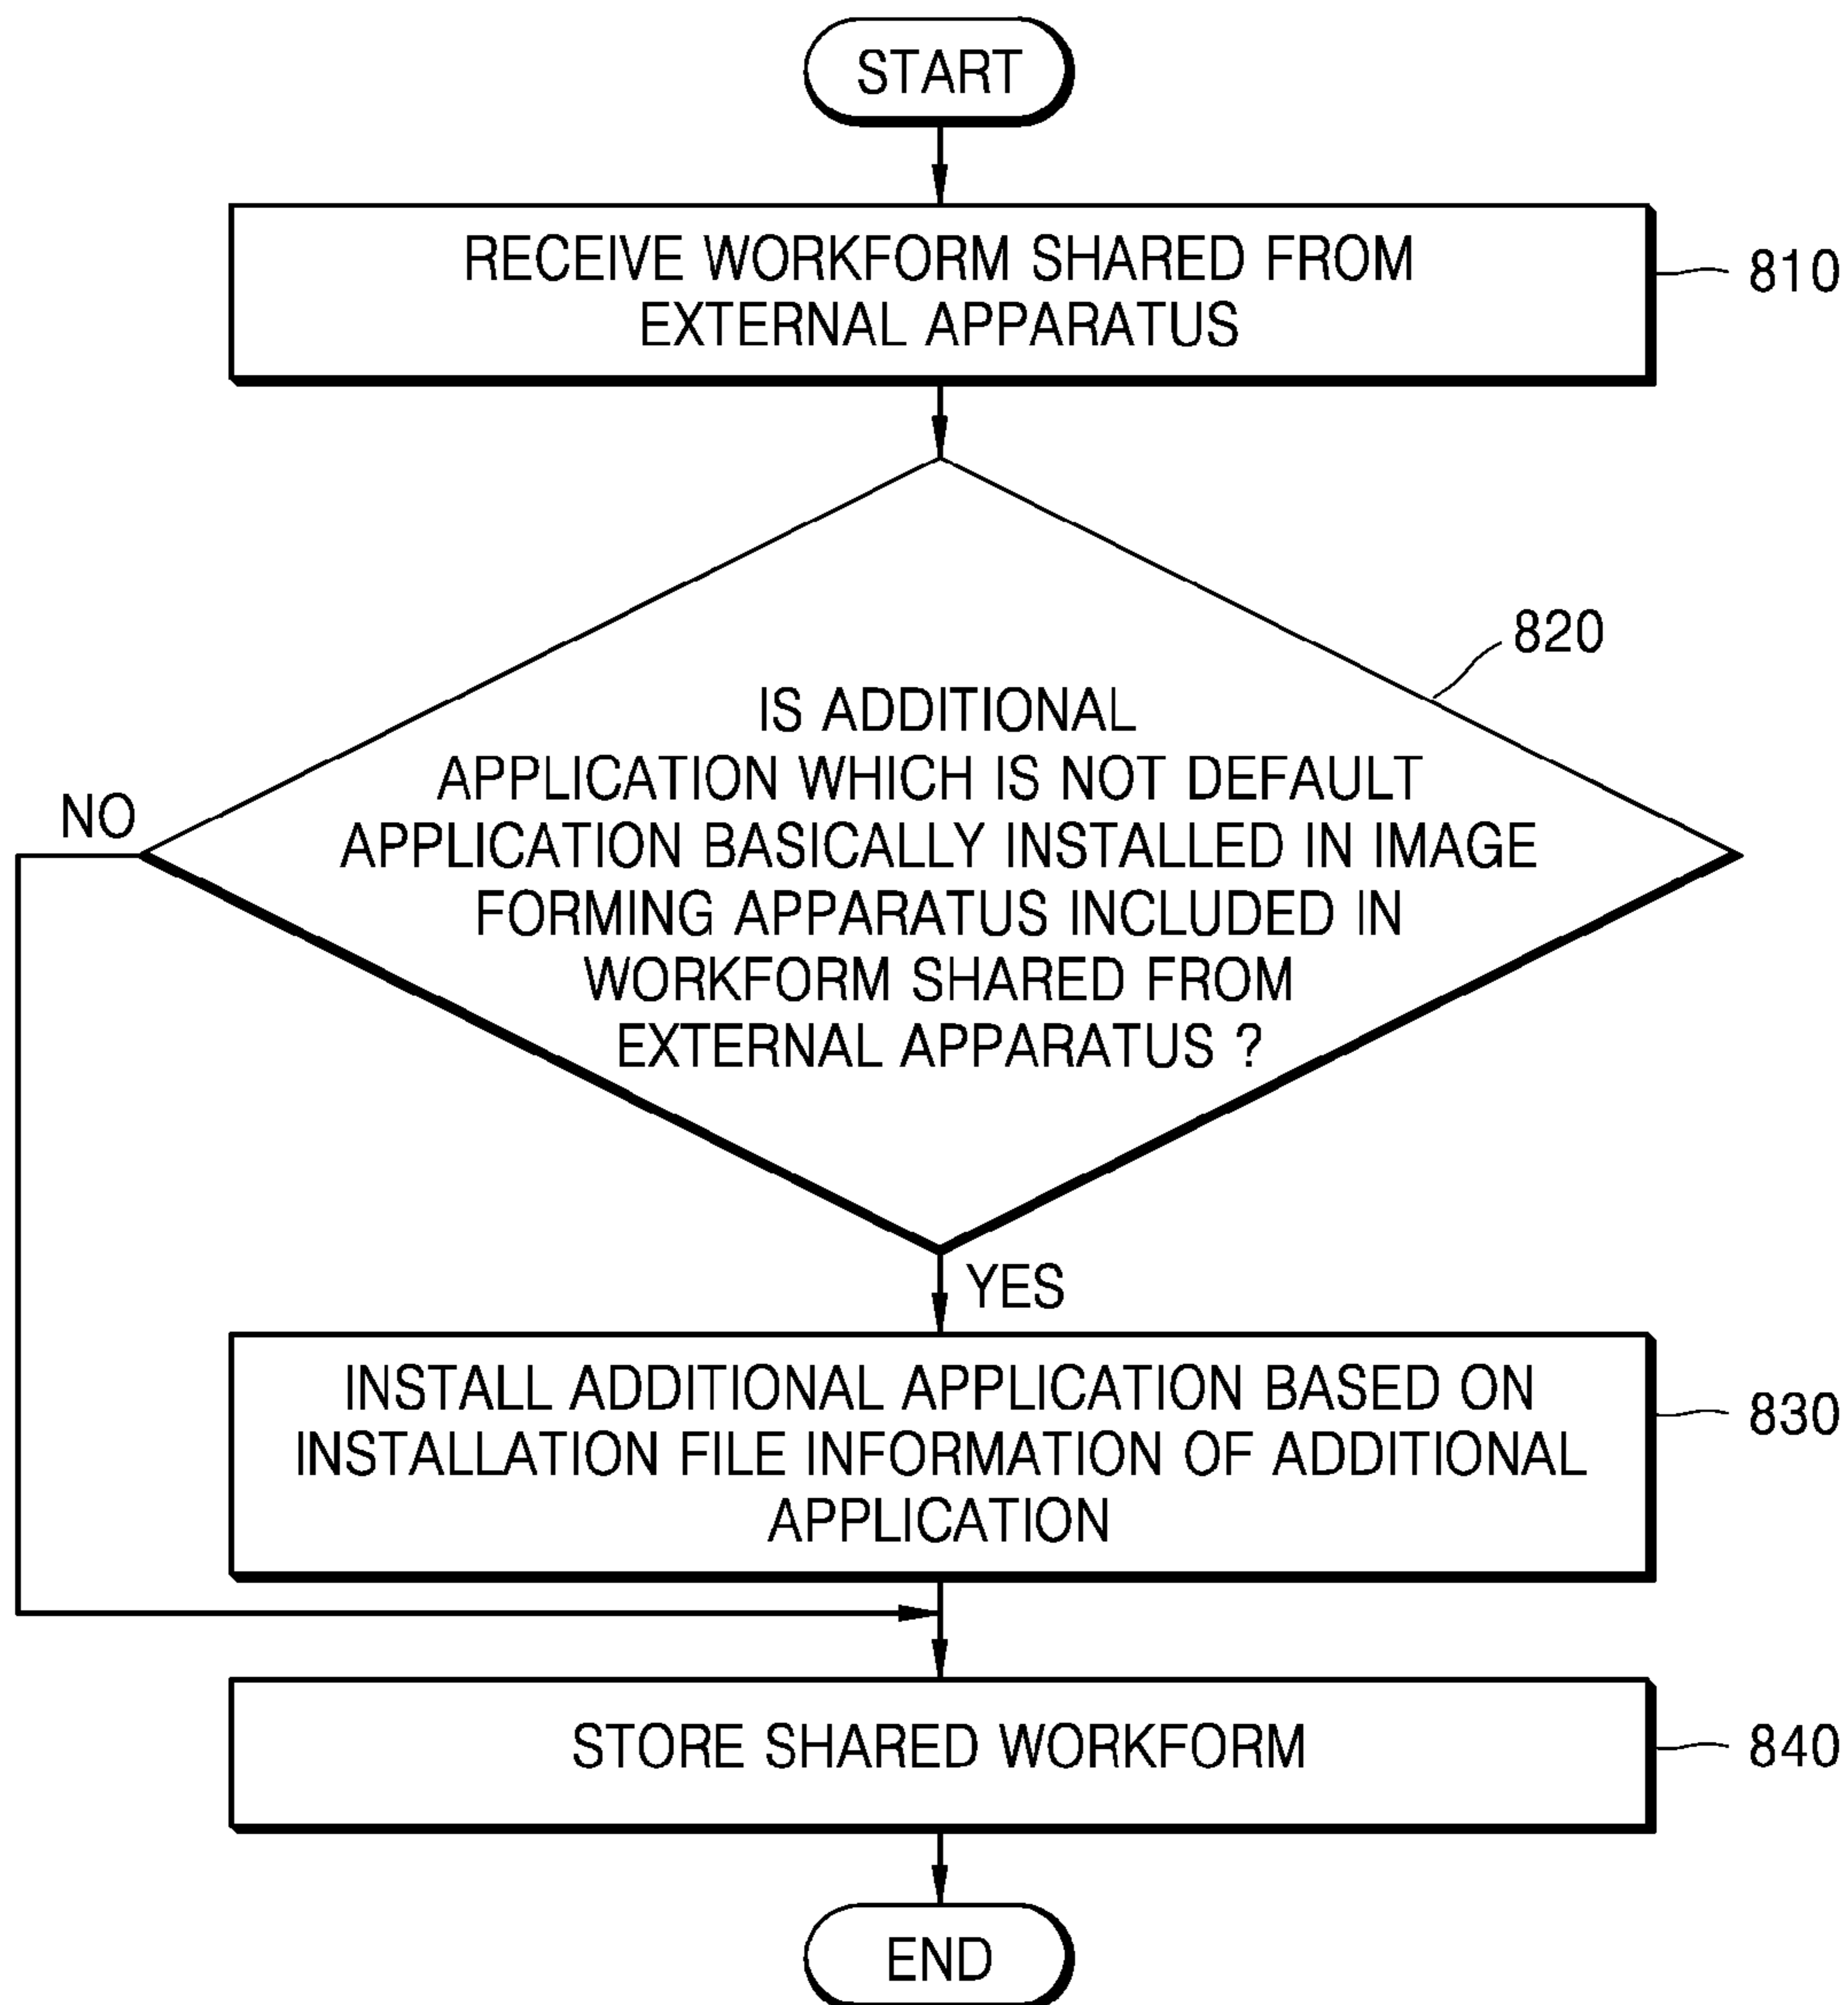 START
RECEIVE WORKFORM SHARED FROM
EXTERNAL APPARATUS
810
820
IS ADDITIONAL
APPLICATION WHICH IS NOT DEFAULT
APPLICATION BASICALLY INSTALLED IN IMAGE
FORMING APPARATUS INCLUDED IN
WORKFORM SHARED FROM
EXTERNAL APPARATUS ?
NO
YES
INSTALL ADDITIONAL APPLICATION BASED ON
INSTALLATION FILE INFORMATION OF ADDITIONAL
APPLICATION
830
STORE SHARED WORKFORM
840
END